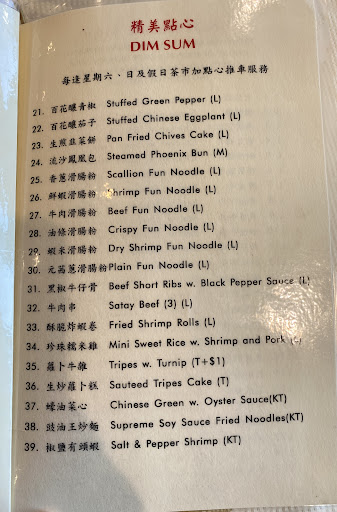 精美點心
DIM SUM
每逢星期六、日及假日茶市加點心推車服務
21. 百花釀青椒 Stuffed Green Pepper (L)
22. 百花釀茄子 Stuffed Chinese Eggplant (L)
23. 生煎韮菜餅 Pan Fried Chives Cake (L)
24. 流沙鳳凰包 Steamed Phoenix Bun (M)
25. 香蔥滑腸粉 Scallion Fun Noodle (L)
26. 鮮蝦滑腸粉 Shrimp Fun Noodle (L)
27. 牛肉滑腸粉 Beef Fun Noodle (L)
28. 油條滑腸粉 Crispy Fun Noodle (L)
29. 蝦米滑腸粉 Dry Shrimp Fun Noodle (L)
30. 元蓎蔥滑腸粉Plain Fun Noodle (L)
31. 黑椒牛仔骨 Beef Short Ribs w. Black Pepper Sauce (L)
32. 牛肉串 Satay Beef (3) (L)
33. 酥脆炸蝦卷 Fried Shrimp Rolls (L)
34. 珍珠糯米雞 Mini Sweet Rice w. Shrimp and Pork (L)
35. 蘿卜牛雜 Tripes w. Turnip (T+$1)
36. 生炒蘿卜糕 Sauteed Tripes Cake (T)
37. 蠔油菜心 Chinese Green w. Oyster Sauce(KT)
38. 豉油王炒麵 Supreme Soy Sauce Fried Noodles(KT)
39. 椒鹽有頭蝦 Salt & Pepper Shrimp (KT)